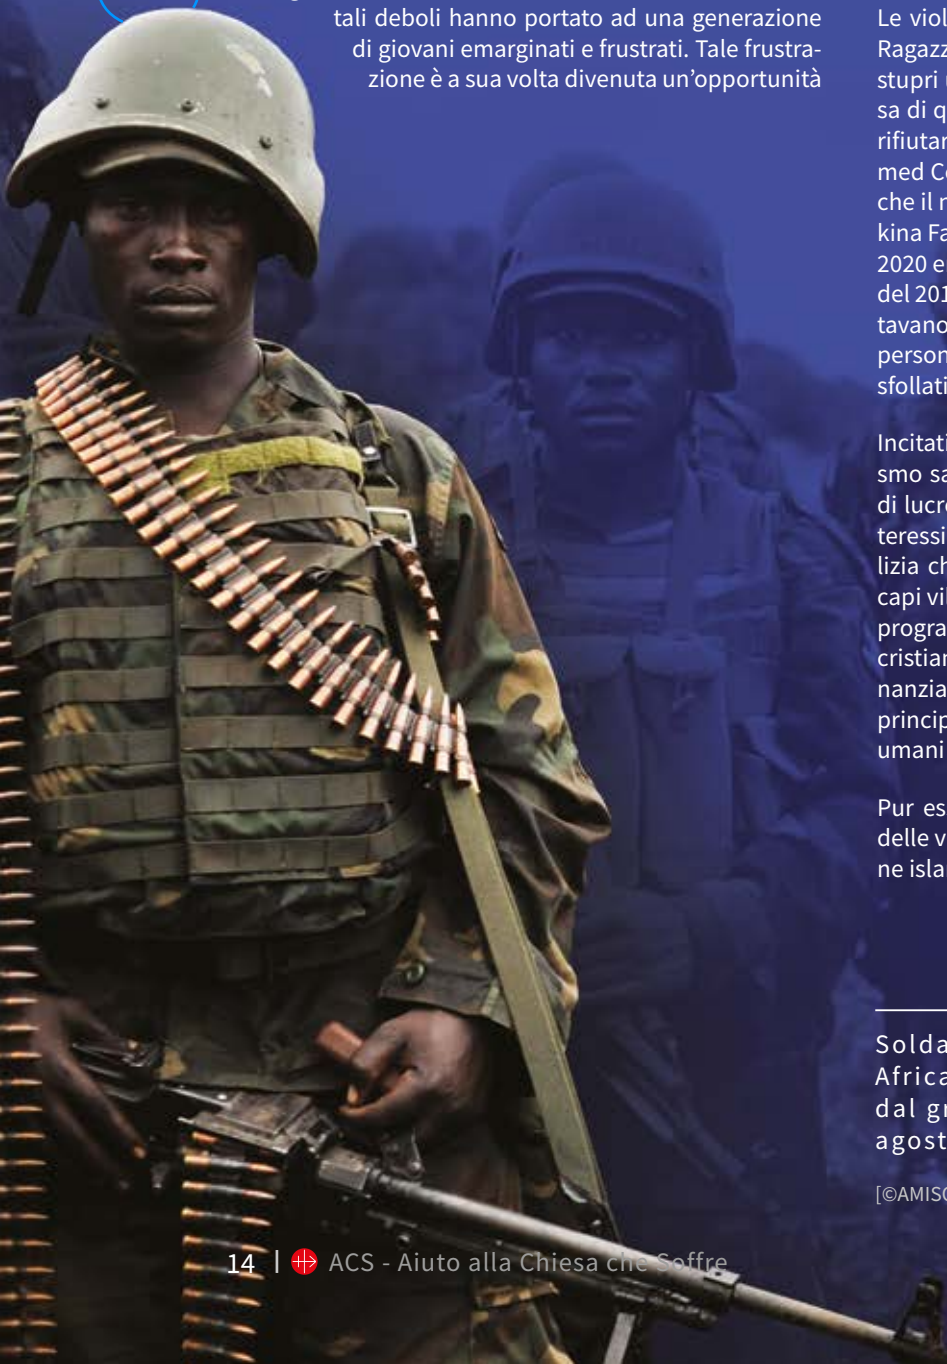 tali deboli hanno portato ad una generazione
di giovani emarginati e frustrati. Tale frustra-
zione è a sua volta divenuta un'opportunità
Le viol
Ragazz
stupri
sa di q
rifiutar
med C
che il
kina Fa
2020 e
del 201
tavano
person
sfollati
Incitati
smo sa
di lucr
teressi
lizia ch
capi vil
progra
cristian
nanzia
princip
umani
Pur es
delle v
ne isla
Solda
Africa
dal g
agost
[©AMISO
14 | ACS - Aiuto alla Chiesa che Soffre